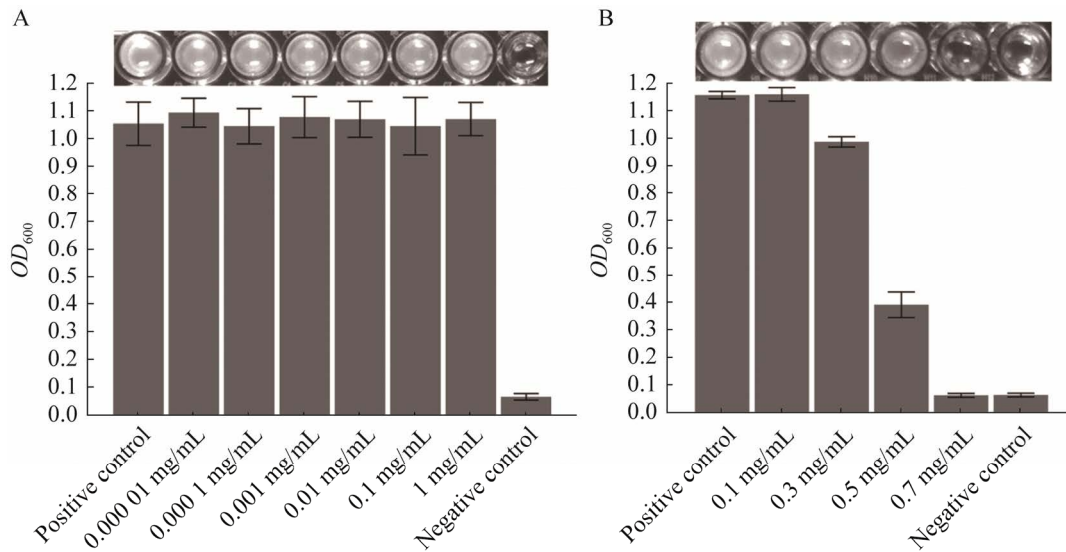 A
1.2
1.1
1.0
0.9
0.8
0.7
0.6
0.5
0.4
0.3
0.2
0.1
0.0
OD600
Positive control
0.000 01 mg/mL
0.000 1 mg/mL
0.001 mg/mL
0.01 mg/mL
0.1 mg/mL
1 mg/mL
Negative control
B
1.2
1.1
1.0
0.9
0.8
0.7
0.6
0.5
0.4
0.3
0.2
0.1
0.0
OD600
Positive control
0.1 mg/mL
0.3 mg/mL
0.5 mg/mL
0.7 mg/mL
Negative control